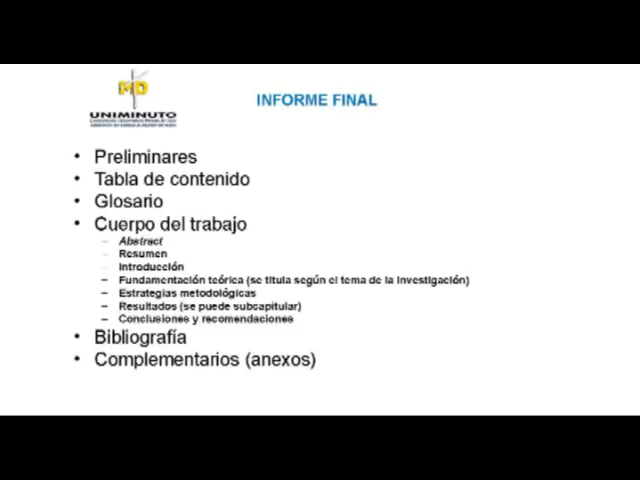 MD
UNIMINUTO
INFORME FINAL
• Preliminares
• Tabla de contenido
• Glosario
• Cuerpo del trabajo
– Abstract
– Resumen
– Introducción
– Fundamentación teórica (se titula según el tema de la investigación)
– Estrategias metodológicas
– Resultados (se puede subcapitular)
– Conclusiones y recomendaciones
• Bibliografía
• Complementarios (anexos)